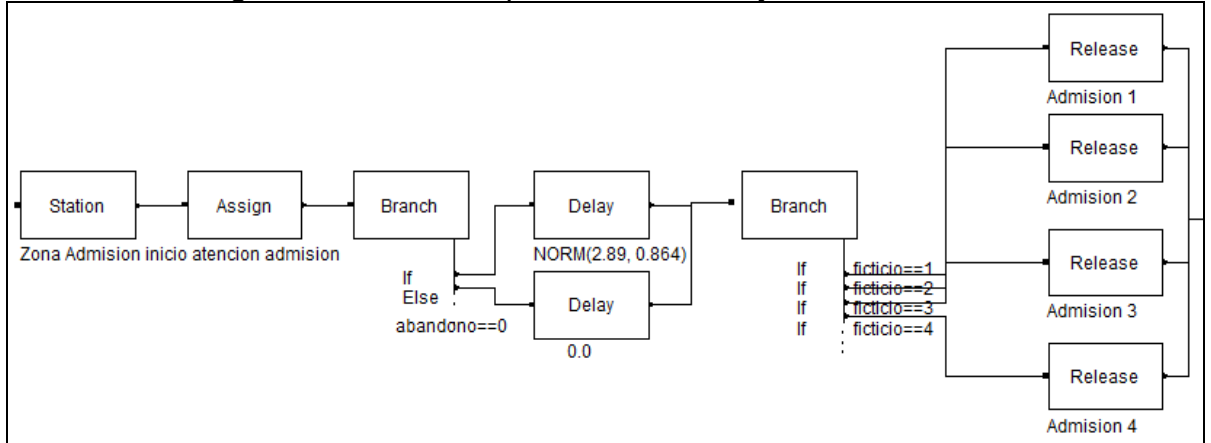 Release
Admision 1
Release
Admision 2
Station
Assign
Branch
Delay
Branch
Zona Admision inicio atencion admision
NORM(2.89, 0.864)
If
Else
abandono==0
Delay
0.0
If ficticio==1
If ficticio==2
If ficticio==3
If ficticio==4
Release
Admision 3
Release
Admision 4